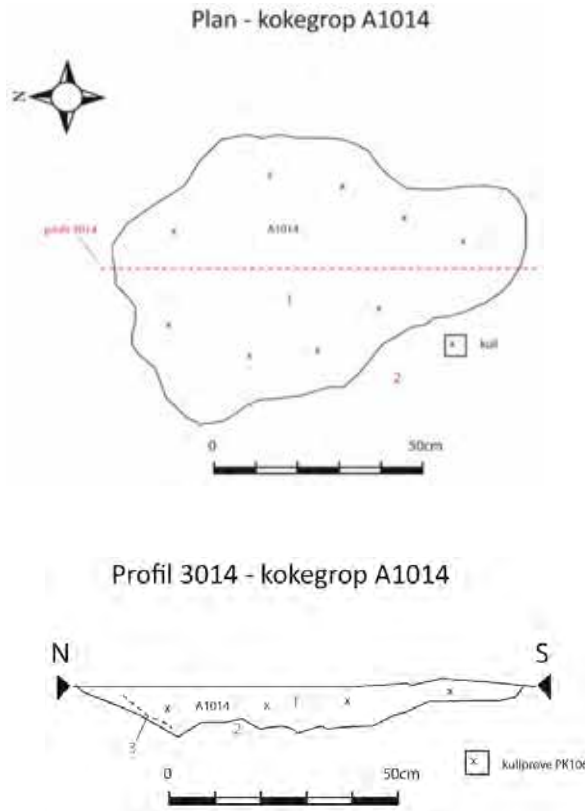 Plan - kokegrop A1014
N
x
x
x
x
x
profil 3014
A1014
1
x
x
x
x
x kull
2
0 50cm
Profil 3014 - kokegrop A1014
N S
x A1014 x 1 x x
3 2
x kullprøve PK106
0 50cm